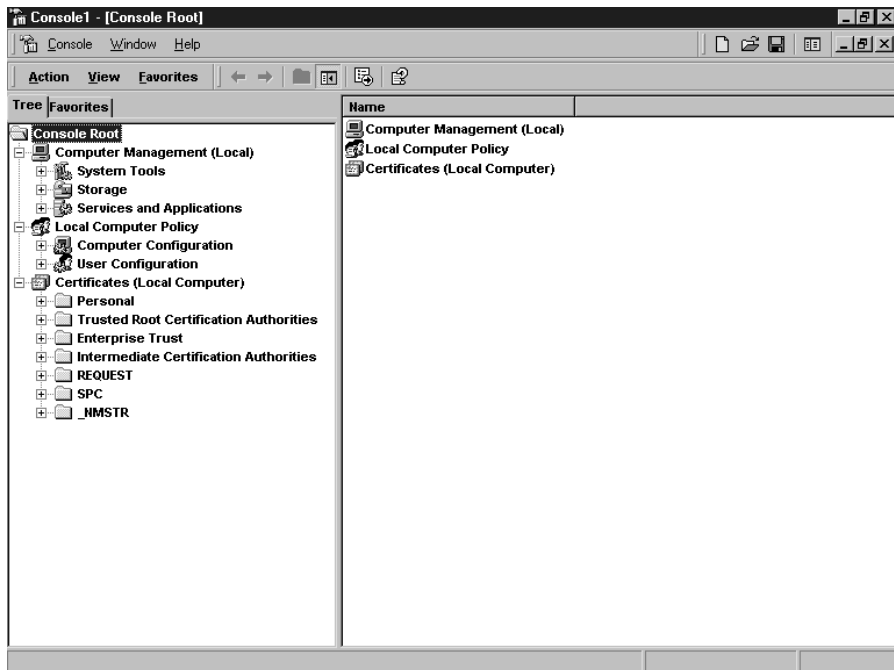 Console1 - [Console Root]
Console Window Help
Action View Favorites
Tree Favorites
Console Root
Computer Management (Local)
System Tools
Storage
Services and Applications
Local Computer Policy
Computer Configuration
User Configuration
Certificates (Local Computer)
Personal
Trusted Root Certification Authorities
Enterprise Trust
Intermediate Certification Authorities
REQUEST
SPC
_NMSTR
Name
Computer Management (Local)
Local Computer Policy
Certificates (Local Computer)